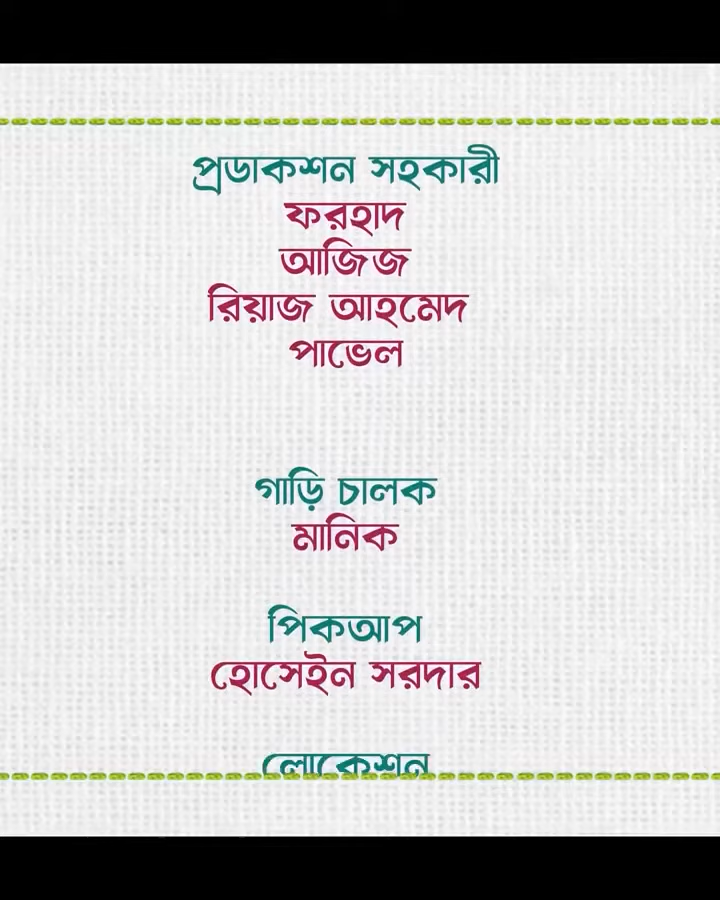 প্রডাকশন সহকারী
ফরহাদ
আজিজ
রিয়াজ আহমেদ
পাভেল
গাড়ি চালক
মানিক
পিকআপ
হোসেইন সরদার
লোকেশন